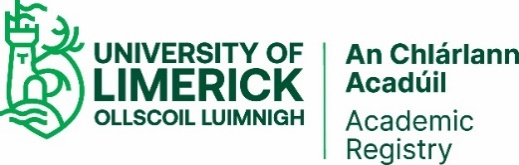 UNIVERSITY OF
LIMERICK
OLLSCOIL LUIMNIGH
An Chlárlann
Acadúil
Academic
Registry